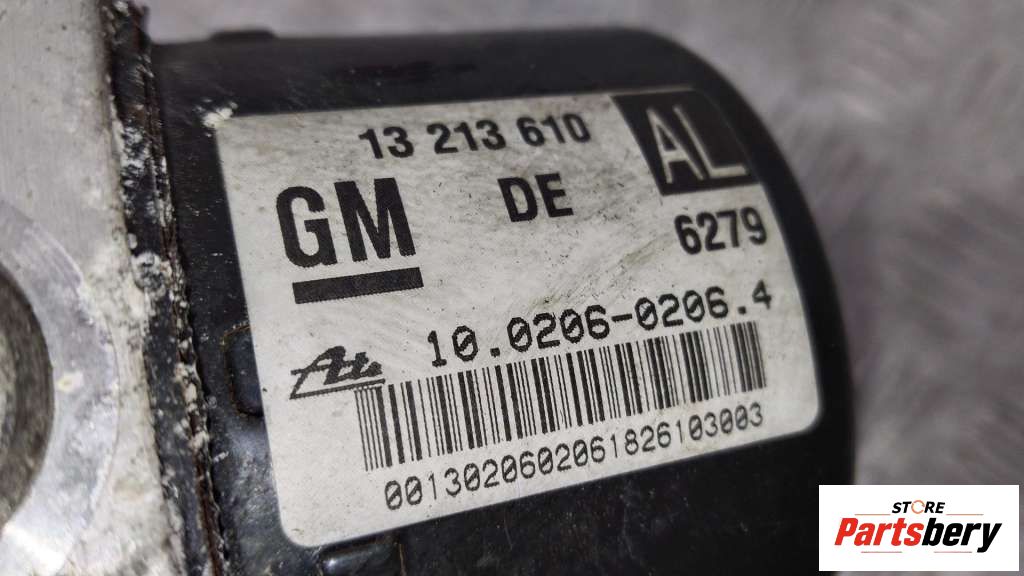 13 213 610
AL
GM
DE
6279
10.0206-0206.4
Ate
0013020602061826103003
STORE
Partsbery